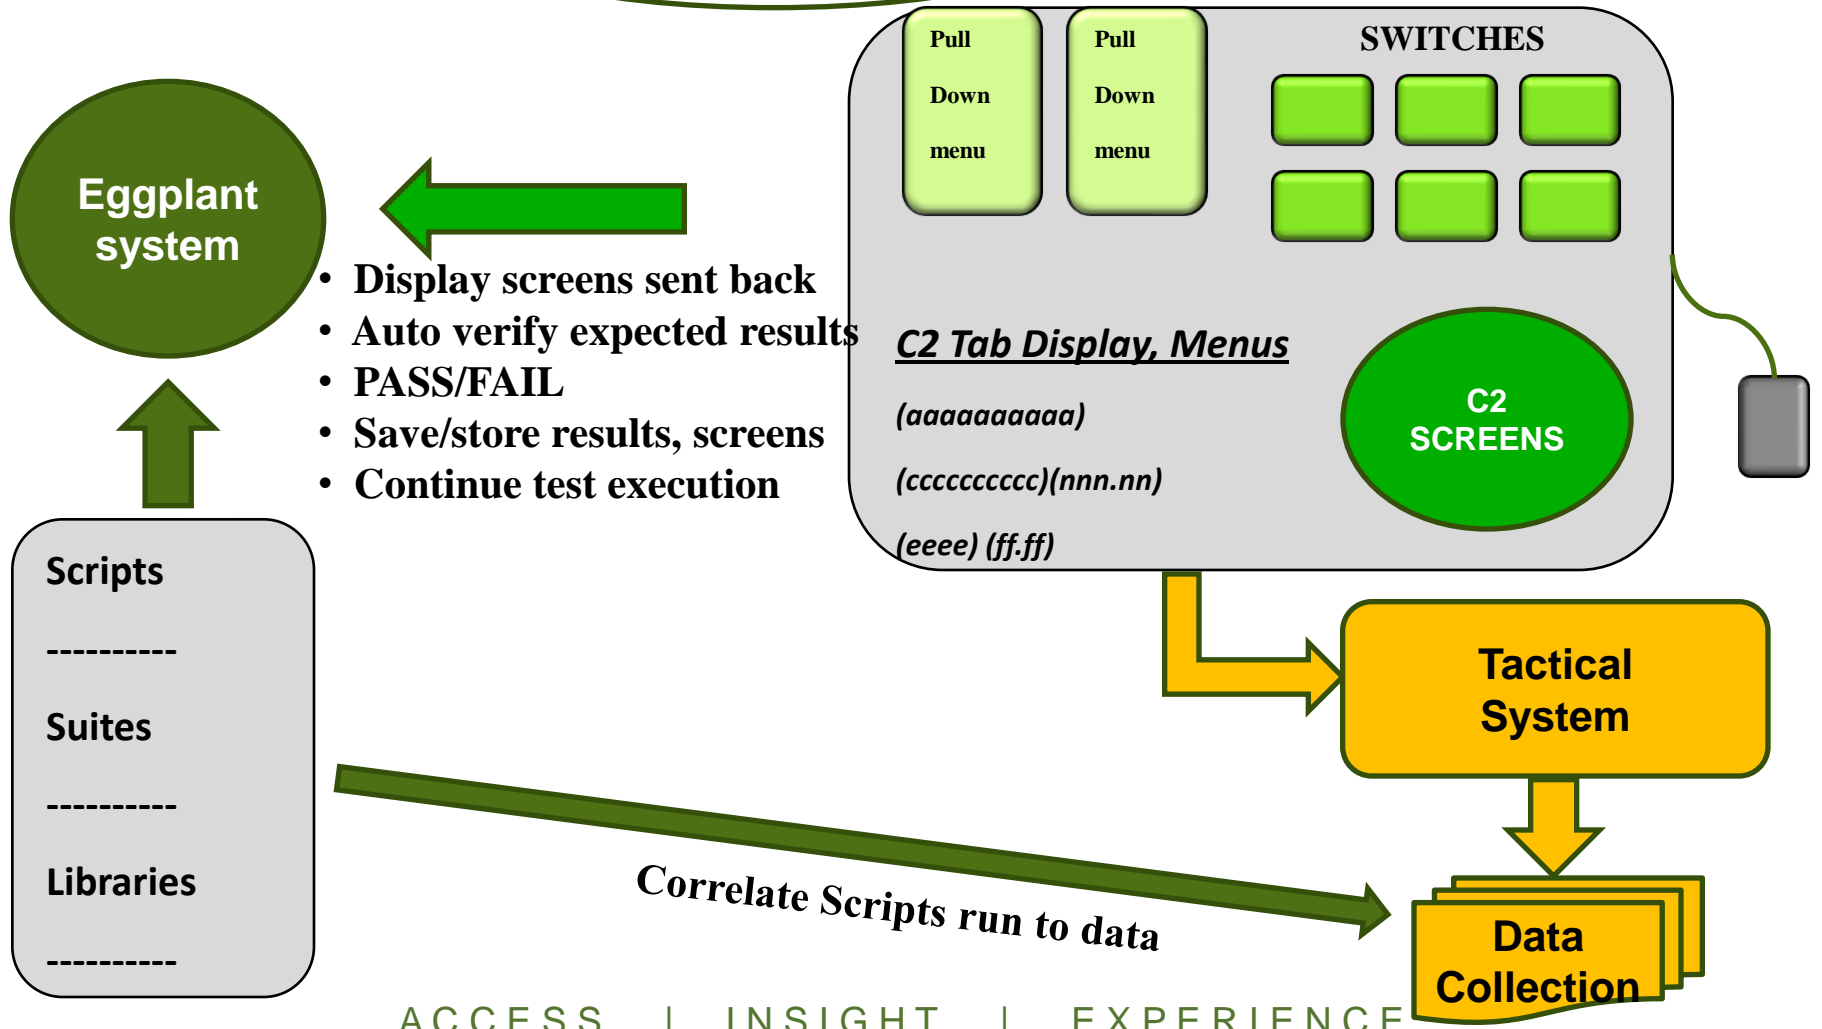 Pull
Down
menu
Pull
Down
menu
SWITCHES
Eggplant
system
• Display screens sent back
• Auto verify expected results
• PASS/FAIL
• Save/store results, screens
• Continue test execution
C2 Tab Display, Menus
(aaaaaaaaaa)
(cccccccccc)(nnn.nn)
(eeee) (ff.ff)
C2
SCREENS
Scripts
----------
Suites
----------
Libraries
----------
Tactical
System
Correlate Scripts run to data
Data
Collection
ACCESS | INSIGHT | EXPERIENCE